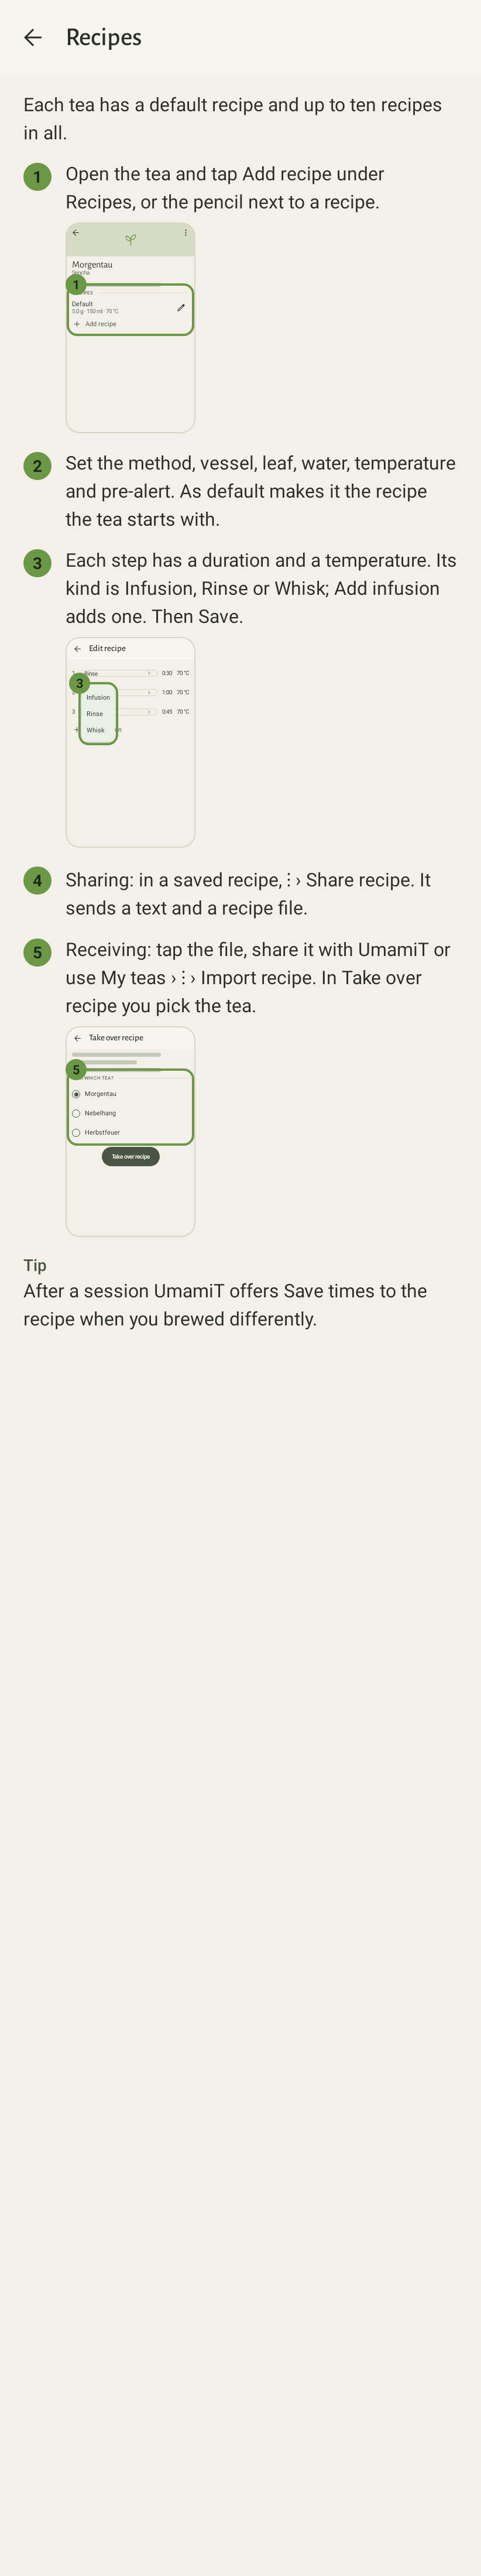 Recipes
Each tea has a default recipe and up to ten recipes
in all.
1
Open the tea and tap Add recipe under
Recipes, or the pencil next to a recipe.
Morgentau
Sencha
1
Default
5.0 g · 150 ml · 70 °C
+ Add recipe
2
Set the method, vessel, leaf, water, temperature
and pre-alert. As default makes it the recipe
the tea starts with.
3
Each step has a duration and a temperature. Its
kind is Infusion, Rinse or Whisk; Add infusion
adds one. Then Save.
Edit recipe
Rinse 0:30 70 °C
3
1:00 70 °C
Infusion
3 0:45 70 °C
Rinse
Whisk
4
Sharing: in a saved recipe, ⋮ › Share recipe. It
sends a text and a recipe file.
5
Receiving: tap the file, share it with UmamiT or
use My teas › ⋮ › Import recipe. In Take over
recipe you pick the tea.
Take over recipe
5
WHICH TEA?
Morgentau
Nebelhang
Herbstfeuer
Take over recipe
Tip
After a session UmamiT offers Save times to the
recipe when you brewed differently.